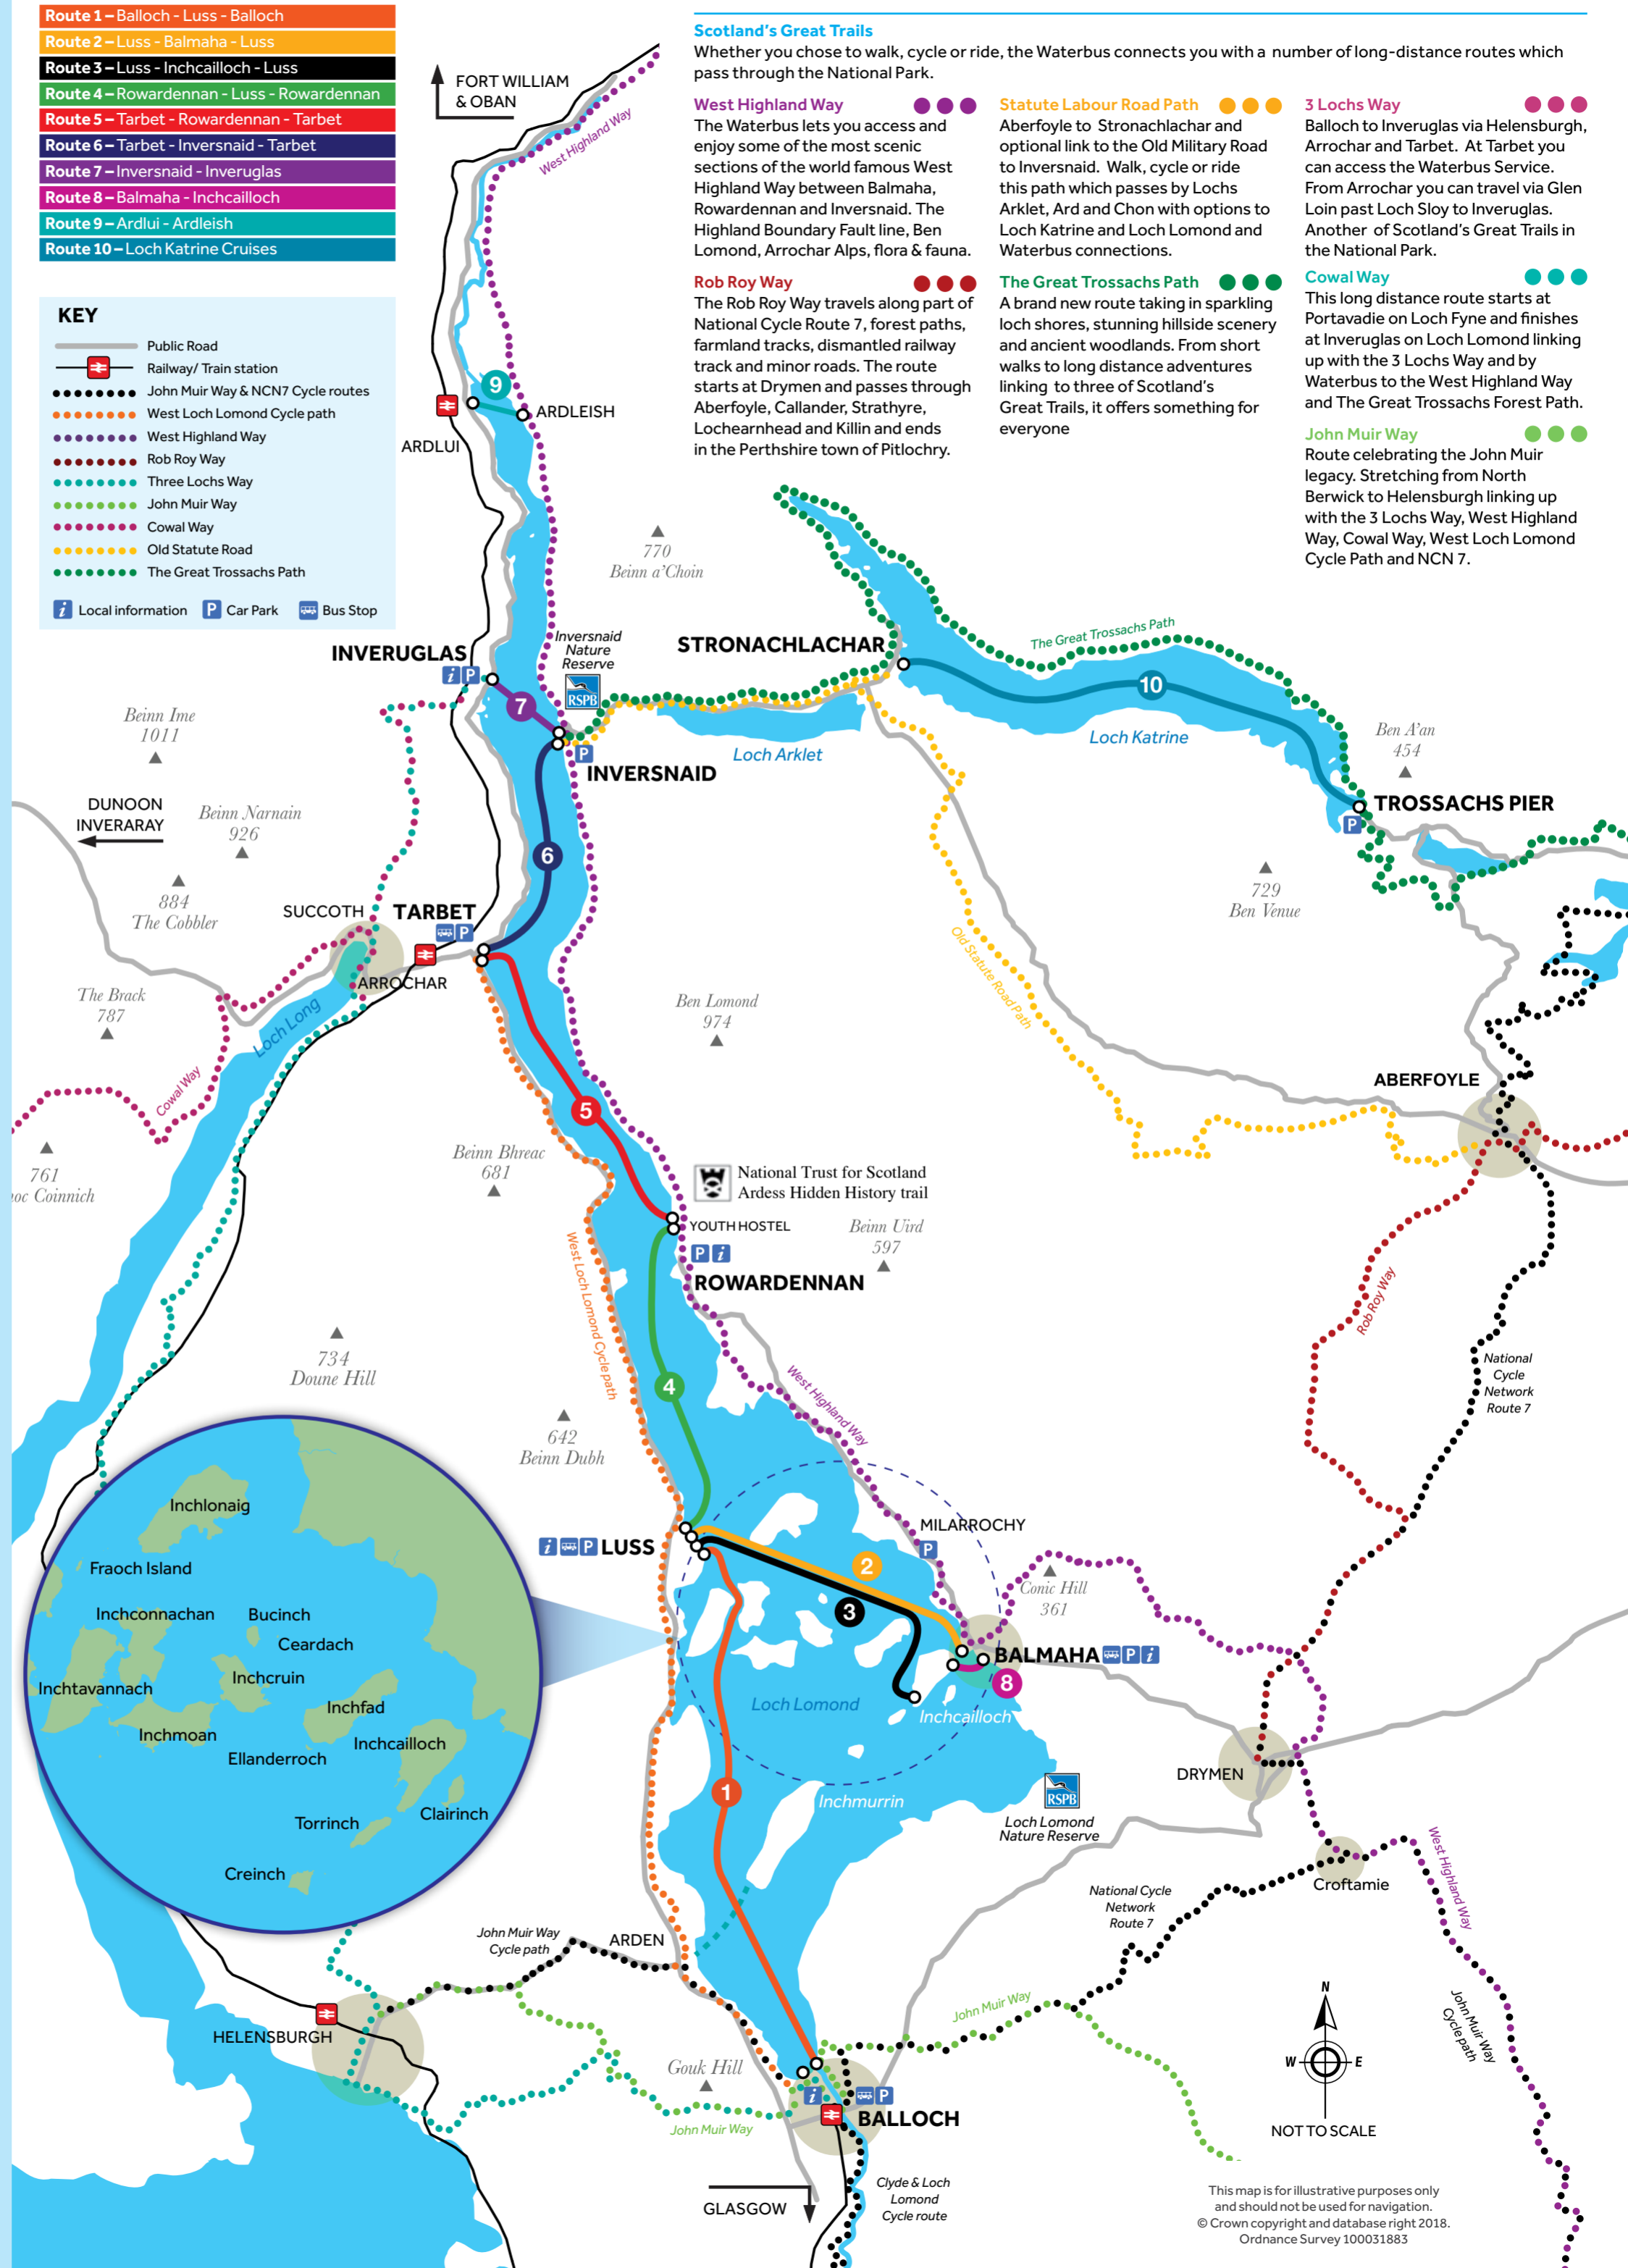 Route 1 – Balloch - Luss - Balloch
Route 2 – Luss - Balmaha - Luss
Route 3 – Luss - Inchcailloch - Luss
Route 4 – Rowardennan - Luss - Rowardennan
Route 5 – Tarbet - Rowardennan - Tarbet
Route 6 – Tarbet - Inversnaid - Tarbet
Route 7 – Inversnaid - Inveruglas
Route 8 – Balmaha - Inchcailloch
Route 9 – Ardlui - Ardleish
Route 10 – Loch Katrine Cruises
KEY
Public Road
Railway/ Train station
John Muir Way & NCN7 Cycle routes
West Loch Lomond Cycle path
West Highland Way
Rob Roy Way
Three Lochs Way
John Muir Way
Cowal Way
Old Statute Road
The Great Trossachs Path
i Local information P Car Park Bus Stop
Scotland's Great Trails
Whether you chose to walk, cycle or ride, the Waterbus connects you with a number of long-distance routes which
pass through the National Park.
West Highland Way
The Waterbus lets you access and
enjoy some of the most scenic
sections of the world famous West
Highland Way between Balmaha,
Rowardennan and Inversnaid. The
Highland Boundary Fault line, Ben
Lomond, Arrochar Alps, flora & fauna.
Rob Roy Way
The Rob Roy Way travels along part of
National Cycle Route 7, forest paths,
farmland tracks, dismantled railway
track and minor roads. The route
starts at Drymen and passes through
Aberfoyle, Callander, Strathyre,
Lochearnhead and Killin and ends
in the Perthshire town of Pitlochry.
Statute Labour Road Path
Aberfoyle to Stronachlachar and
optional link to the Old Military Road
to Inversnaid. Walk, cycle or ride
this path which passes by Lochs
Arklet, Ard and Chon with options to
Loch Katrine and Loch Lomond and
Waterbus connections.
The Great Trossachs Path
A brand new route taking in sparkling
loch shores, stunning hillside scenery
and ancient woodlands. From short
walks to long distance adventures
linking to three of Scotland's
Great Trails, it offers something for
everyone
3 Lochs Way
Balloch to Inveruglas via Helensburgh,
Arrochar and Tarbet. At Tarbet you
can access the Waterbus Service.
From Arrochar you can travel via Glen
Loin past Loch Sloy to Inveruglas.
Another of Scotland's Great Trails in
the National Park.
Cowal Way
This long distance route starts at
Portavadie on Loch Fyne and finishes
at Inveruglas on Loch Lomond linking
up with the 3 Lochs Way and by
Waterbus to the West Highland Way
and The Great Trossachs Forest Path.
John Muir Way
Route celebrating the John Muir
legacy. Stretching from North
Berwick to Helensburgh linking up
with the 3 Lochs Way, West Highland
Way, Cowal Way, West Loch Lomond
Cycle Path and NCN 7.
FORT WILLIAM
& OBAN
West Highland Way
9
ARDLEISH
ARDLUI
770
Beinn a'Choin
INVERUGLAS
i P
Inversnaid
Nature
Reserve
RSPB
7
P
INVERSNAID
STRONACHLACHAR
Loch Arklet
The Great Trossachs Path
10
Loch Katrine
Ben A'an
454
TROSSACHS PIER
P
729
Ben Venue
Beinn Ime
1011
DUNOON
INVERARAY
Beinn Narnain
926
884
The Cobbler
SUCCOTH
TARBET
P
6
ARROCHAR
The Brack
787
Loch Long
Cowal Way
761
oc Coinnich
Ben Lomond
974
Old Statute Road Path
ABERFOYLE
5
Beinn Bhreac
681
National Trust for Scotland
Ardess Hidden History trail
YOUTH HOSTEL
P i
ROWARDENNAN
Beinn Uird
597
West Loch Lomond Cycle path
Rob Roy Way
National
Cycle
Network
Route 7
734
Doune Hill
4
West Highland Way
642
Beinn Dubh
i P LUSS
MILARROCHY
P
2
3
Conic Hill
361
BALMAHA P i
8
Loch Lomond
Inchcailloch
1
Inchmurrin
RSPB
Loch Lomond
Nature Reserve
DRYMEN
Croftamie
West Highland Way
Inchlonaig
Fraoch Island
Inchconnachan
Bucinch
Ceardach
Inchcruin
Inchtavannach
Inchfad
Inchmoan
Inchcailloch
Ellanderroch
Clairinch
Torrinch
Creinch
National Cycle
Network
Route 7
John Muir Way
Cycle path
ARDEN
HELENSBURGH
John Muir Way
John Muir Way
Cycle path
Gouk Hill
i P
BALLOCH
John Muir Way
GLASGOW
Clyde & Loch
Lomond
Cycle route
N
W E
S
NOT TO SCALE
This map is for illustrative purposes only
and should not be used for navigation.
© Crown copyright and database right 2018.
Ordnance Survey 100031883